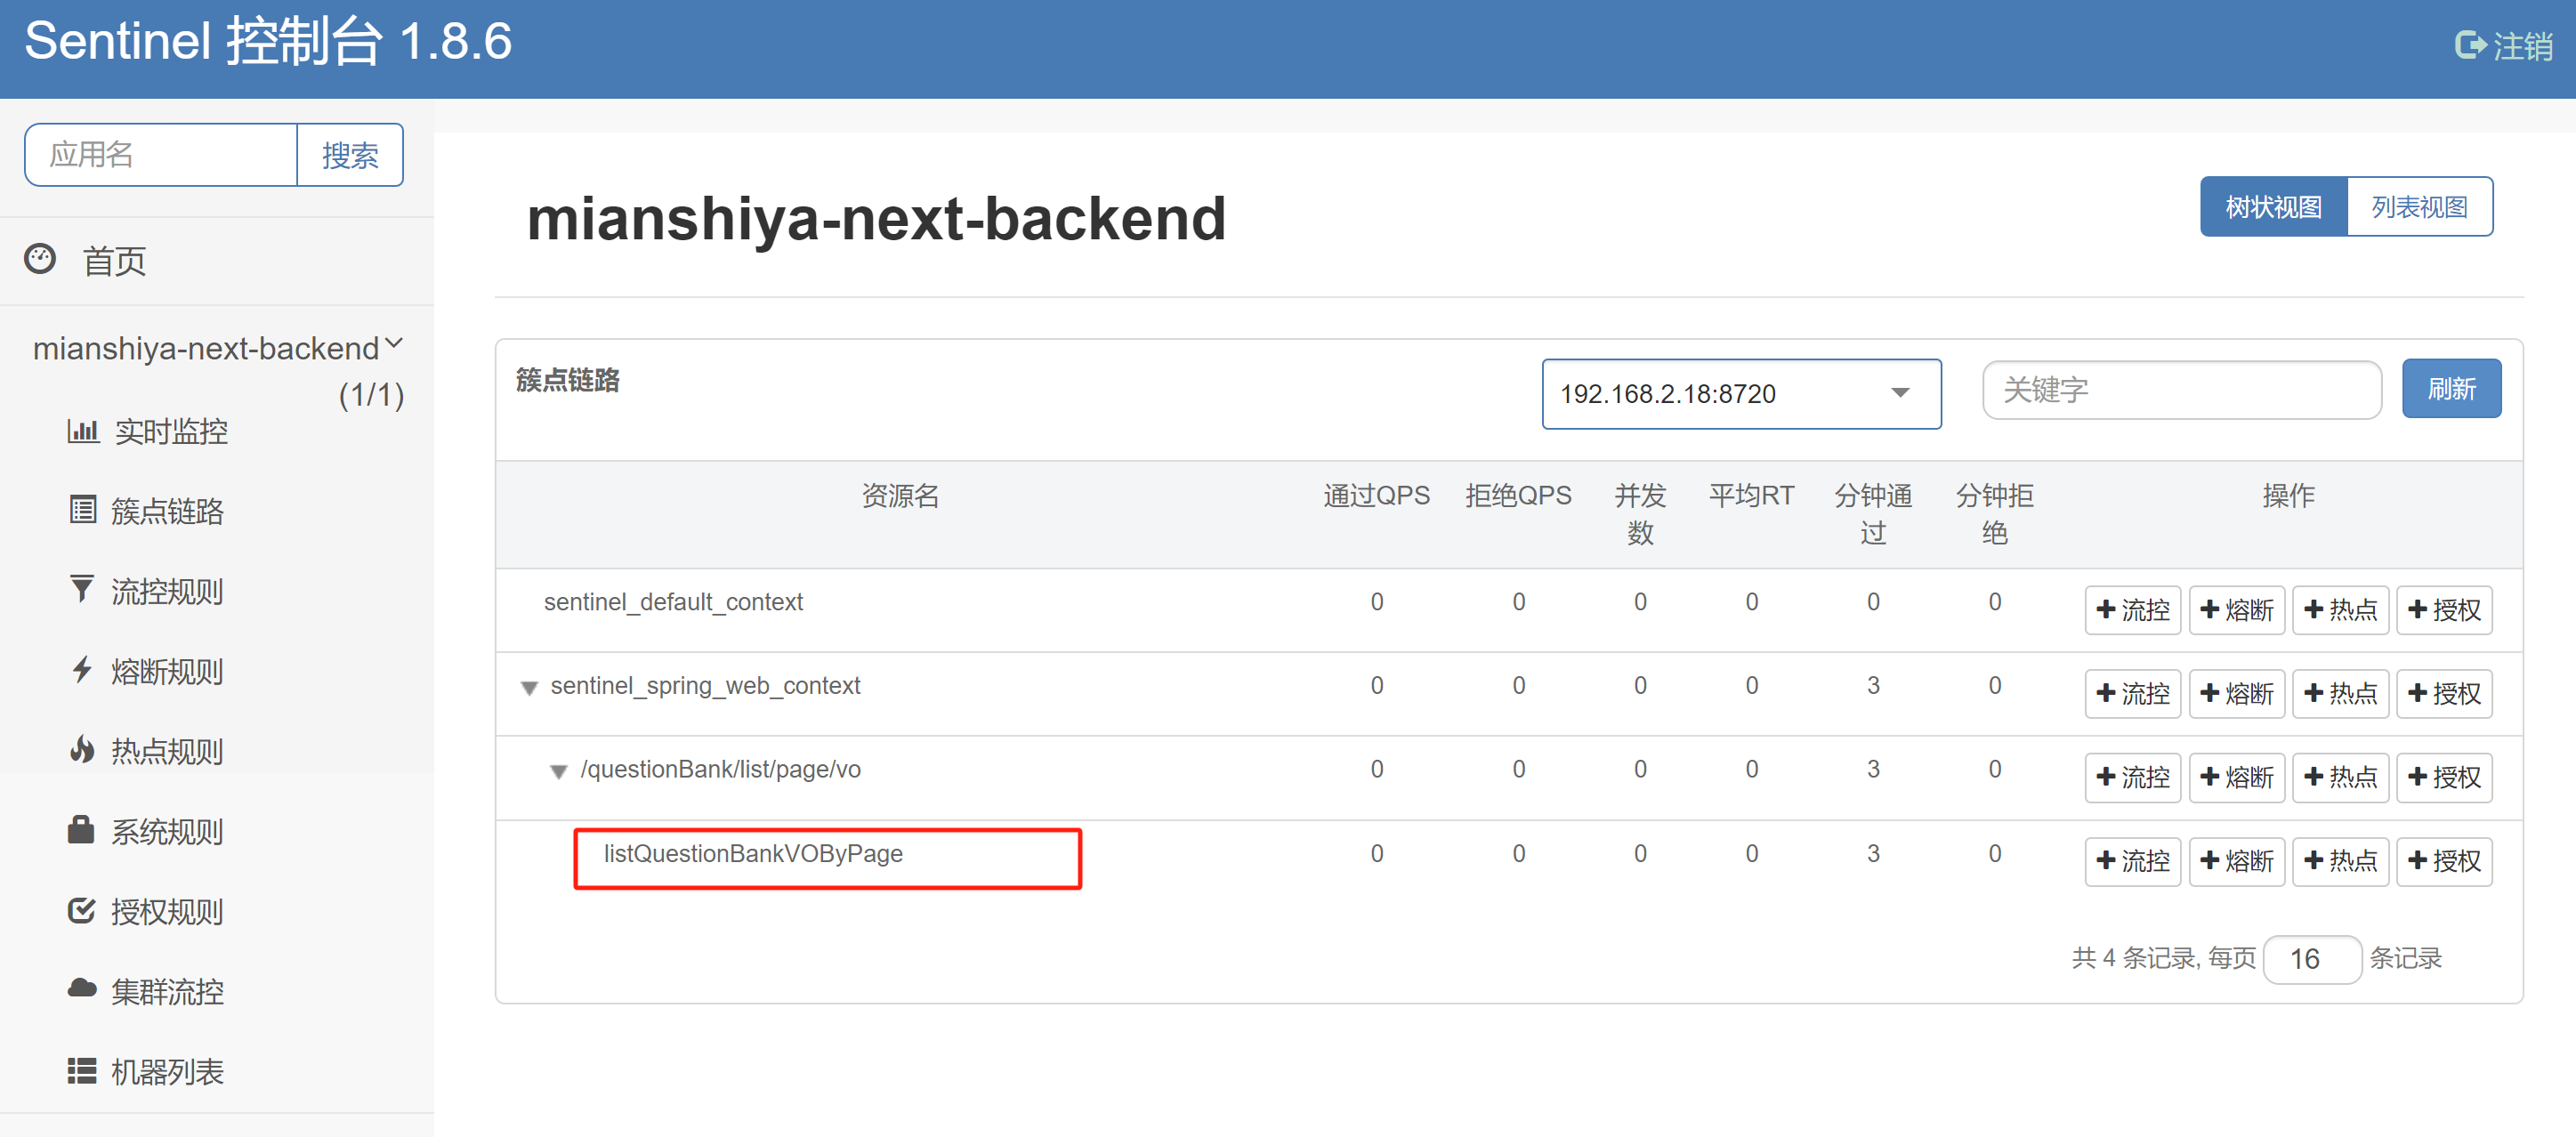 Sentinel 控制台 1.8.6
注销
应用名
搜索
首页
mianshiya-next-backend
(1/1)
实时监控
簇点链路
流控规则
熔断规则
热点规则
系统规则
授权规则
集群流控
机器列表
mianshiya-next-backend
树状视图
列表视图
簇点链路
192.168.2.18:8720
关键字
刷新
资源名 通过QPS 拒绝QPS 并发数 平均RT 分钟通过 分钟拒绝 操作
sentinel_default_context 0 0 0 0 0 0 流控 熔断 热点 授权
sentinel_spring_web_context 0 0 0 0 3 0 流控 熔断 热点 授权
/questionBank/list/page/vo 0 0 0 0 3 0 流控 熔断 热点 授权
listQuestionBankVOByPage 0 0 0 0 3 0 流控 熔断 热点 授权
共 4 条记录, 每页 16 条记录